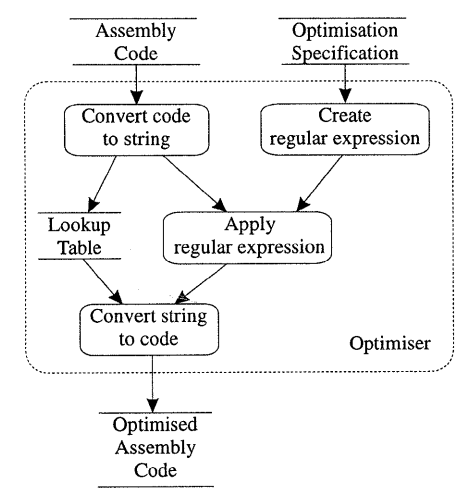 Assembly
Code
Optimisation
Specification
Convert code
to string
Create
regular expression
Lookup
Table
Apply
regular expression
Convert string
to code
Optimiser
Optimised
Assembly
Code